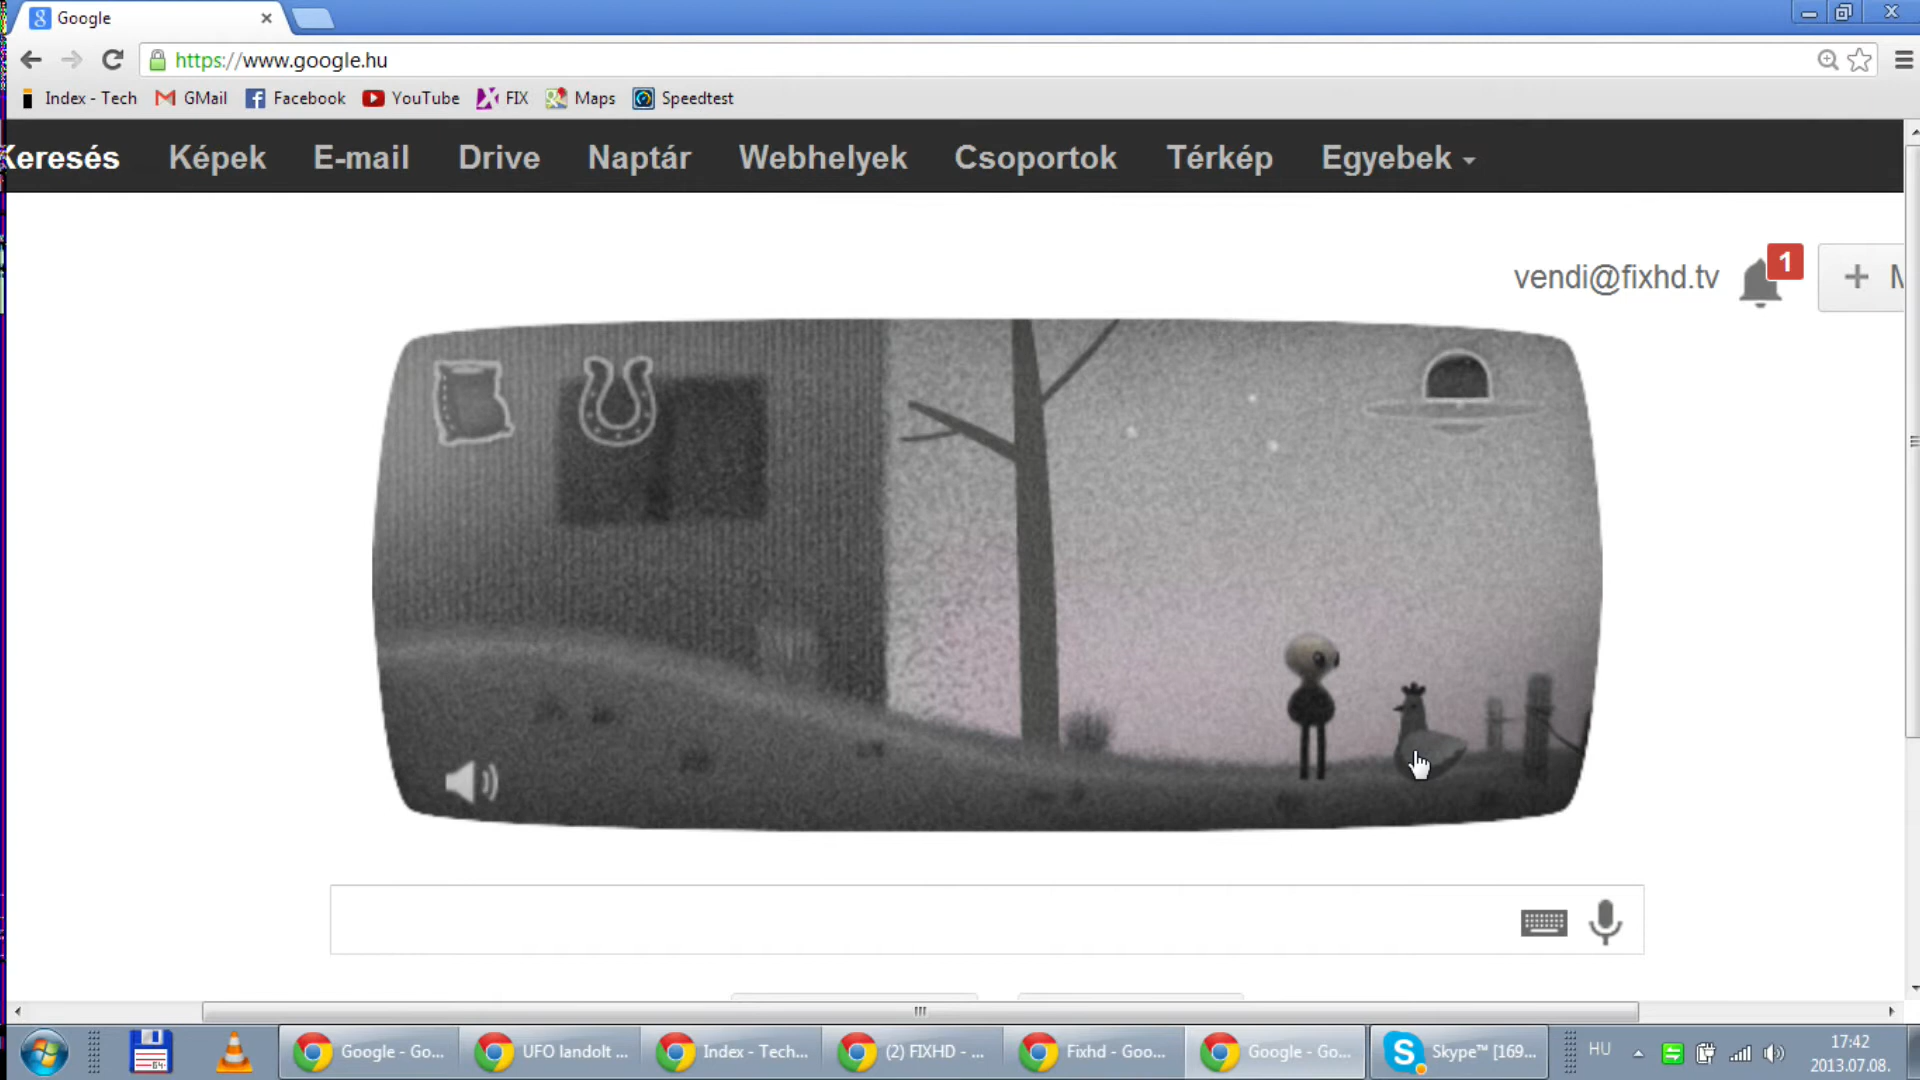 Google
https://www.google.hu
Index - Tech GMail Facebook YouTube FIX Maps Speedtest
Keresés Képek E-mail Drive Naptár Webhelyek Csoportok Térkép Egyebek
vendi@fixhd.tv 1 + M
Google - Go... UFO landolt ... Index - Tech... (2) FIXHD - ... Fixhd - Goo... Google - Go... Skype™ [169... HU 17:42
2013.07.08.